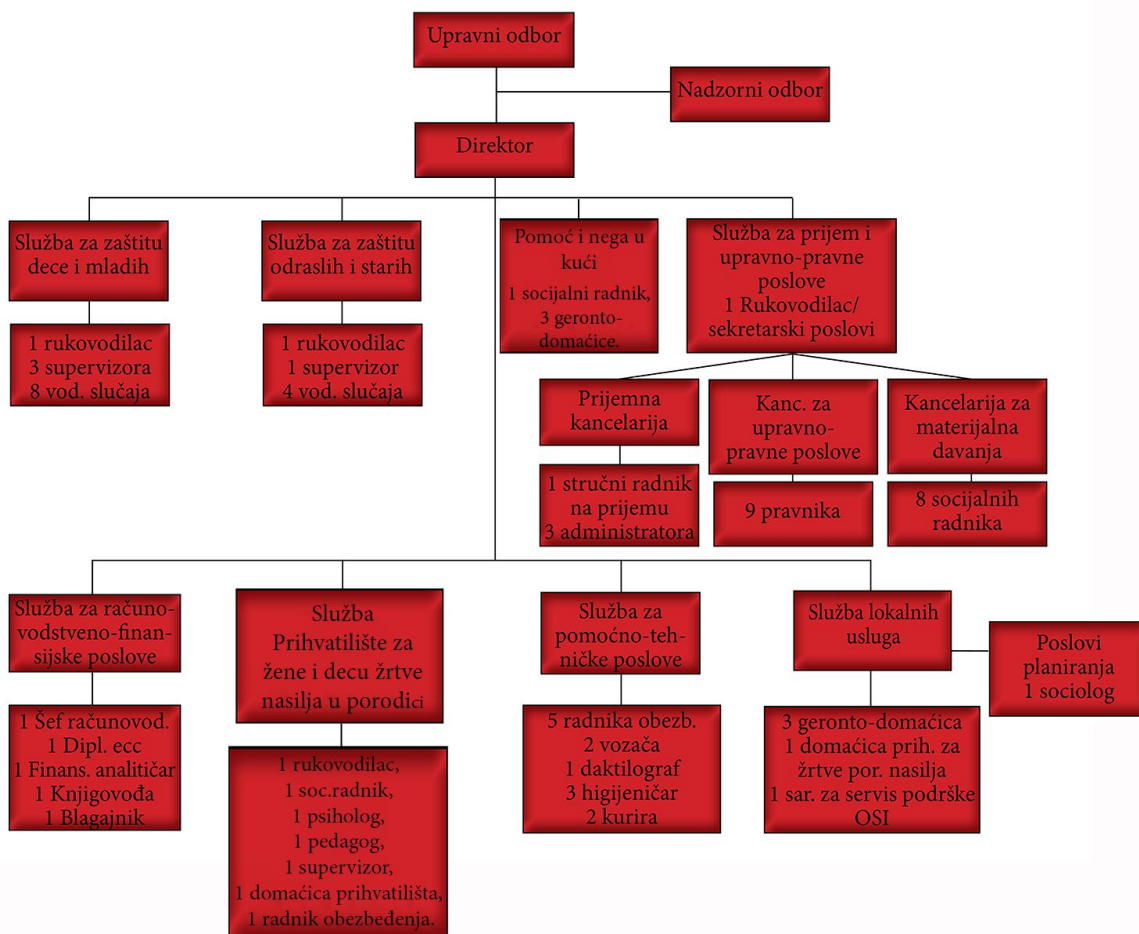 Upravni odbor
Nadzorni odbor
Direktor
Služba za zaštitu
dece i mladih
1 rukovodilac
3 supervizora
8 vod. slučaja
Služba za zaštitu
odraslih i starih
1 rukovodilac
1 supervizor
4 vod. slučaja
Pomoć i nega u
kući
1 socijalni radnik,
3 geronto-
domaćice.
Služba za prijem i
upravno-pravne
poslove
1 Rukovodilac/
sekretarski poslovi
Prijemna
kancelarija
1 stručni radnik
na prijemu
3 administratora
Kanc. za
upravno-
pravne poslove
9 pravnika
Kancelarija za
materijalna
davanja
8 socijalnih
radnika
Služba za računo-
vodstveno-finan-
sijske poslove
1 Šef računovod.
1 Dipl. ecc
1 Finans. analitičar
1 Knjigovođa
1 Blagajnik
Služba
Prihvatilište za
žene i decu žrtve
nasilja u porodici
1 rukovodilac,
1 soc.radnik,
1 psiholog,
1 pedagog,
1 supervizor,
1 domaćica prihvatilišta,
1 radnik obezbeđenja.
Služba za
pomoćno-teh-
ničke poslove
5 radnika obezb.
2 vozača
1 daktilograf
3 higijeničar
2 kurira
Služba lokalnih
usluga
3 geronto-domaćica
1 domaćica prih. za
žrtve por. nasilja
1 sar. za servis podrške
OSI
Poslovi
planiranja
1 sociolog